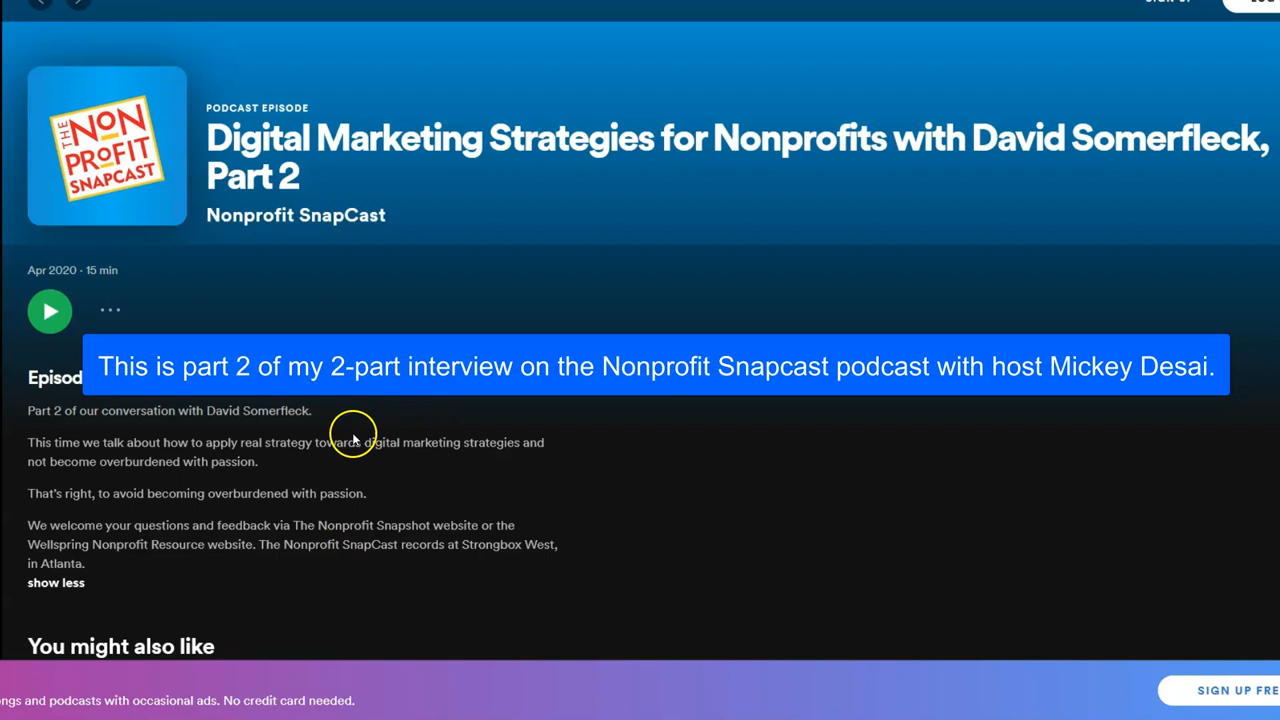 THE NON
PROFIT
SNAPCAST
PODCAST EPISODE
Digital Marketing Strategies for Nonprofits with David Somerfleck,
Part 2
Nonprofit SnapCast
Apr 2020 · 15 min
This is part 2 of my 2-part interview on the Nonprofit Snapcast podcast with host Mickey Desai.
Part 2 of our conversation with David Somerfleck.
This time we talk about how to apply real strategy towards digital marketing strategies and
not become overburdened with passion.
That's right, to avoid becoming overburdened with passion.
We welcome your questions and feedback via The Nonprofit Snapshot website or the
Wellspring Nonprofit Resource website. The Nonprofit SnapCast records at Strongbox West,
in Atlanta.
show less
You might also like
and podcasts with occasional ads. No credit card needed.
SIGN UP FRE